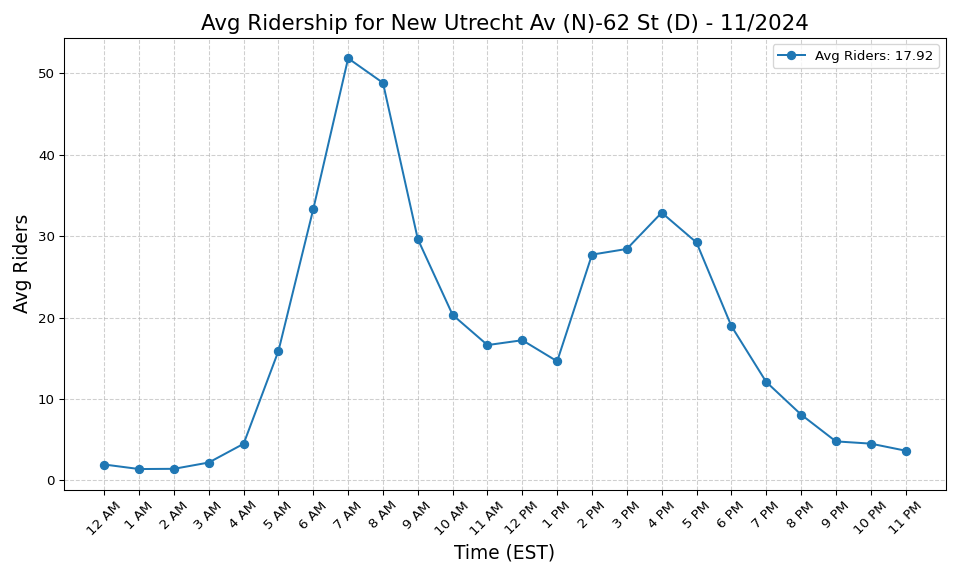 Avg Ridership for New Utrecht Av (N)-62 St (D) - 11/2024
Avg Riders: 17.92
Avg Riders
50
40
30
20
10
0
12 AM
1 AM
2 AM
3 AM
4 AM
5 AM
6 AM
7 AM
8 AM
9 AM
10 AM
11 AM
12 PM
1 PM
2 PM
3 PM
4 PM
5 PM
6 PM
7 PM
8 PM
9 PM
10 PM
11 PM
Time (EST)